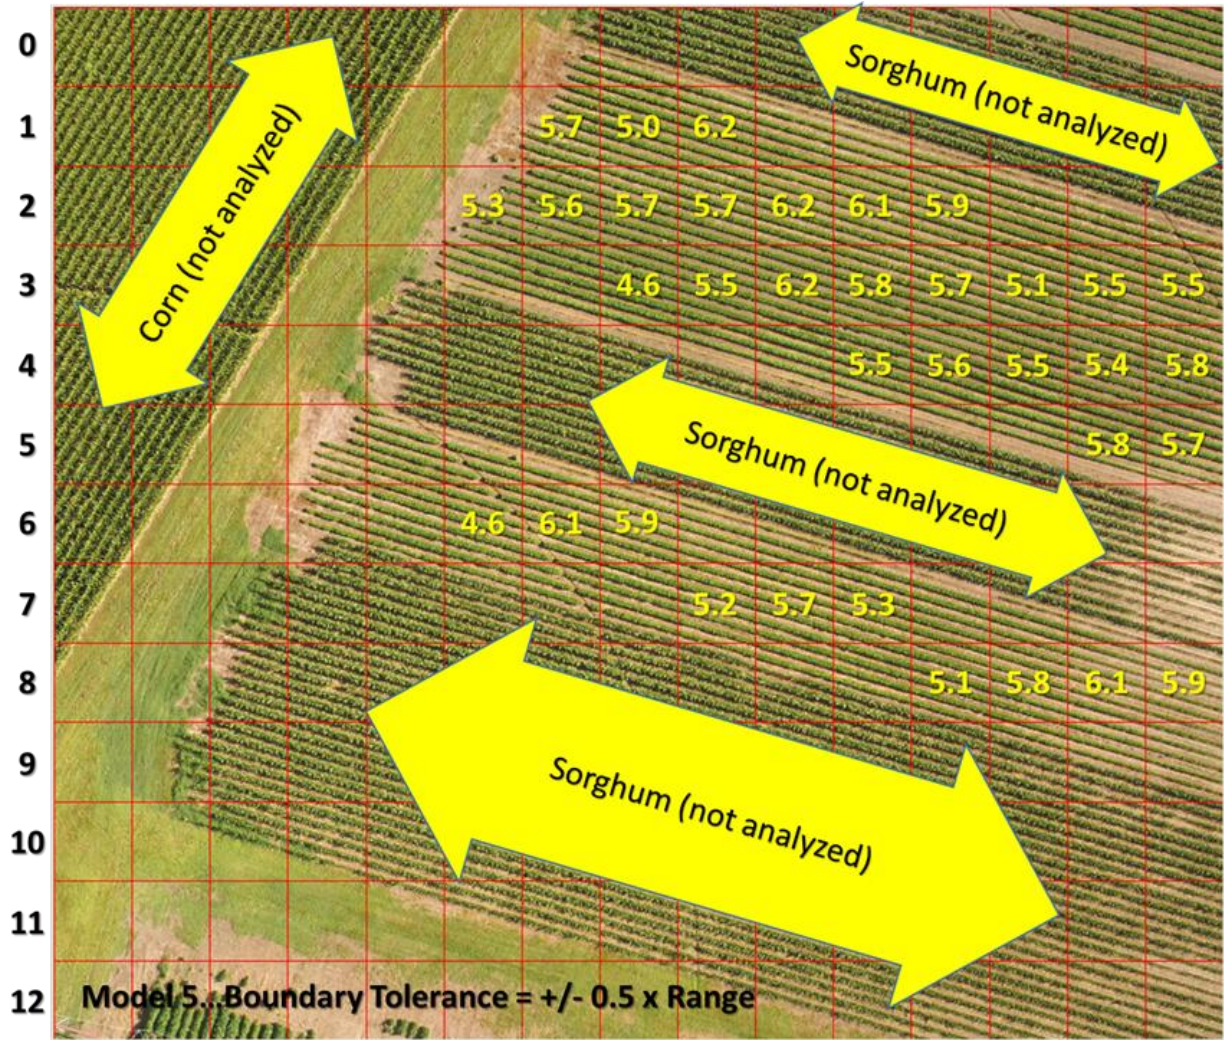 0
Sorghum (not analyzed)
Corn (not analyzed)
1 5.7 5.0 6.2
2 5.3 5.6 5.7 5.7 6.2 6.1 5.9
3 4.6 5.5 6.2 5.8 5.7 5.1 5.5 5.5
4 5.5 5.6 5.5 5.4 5.8
Sorghum (not analyzed)
5 5.8 5.7
6 4.6 6.1 5.9
7 5.2 5.7 5.3
8 5.1 5.8 6.1 5.9
9
Sorghum (not analyzed)
10
11
12 Model 5...Boundary Tolerance = +/- 0.5 x Range